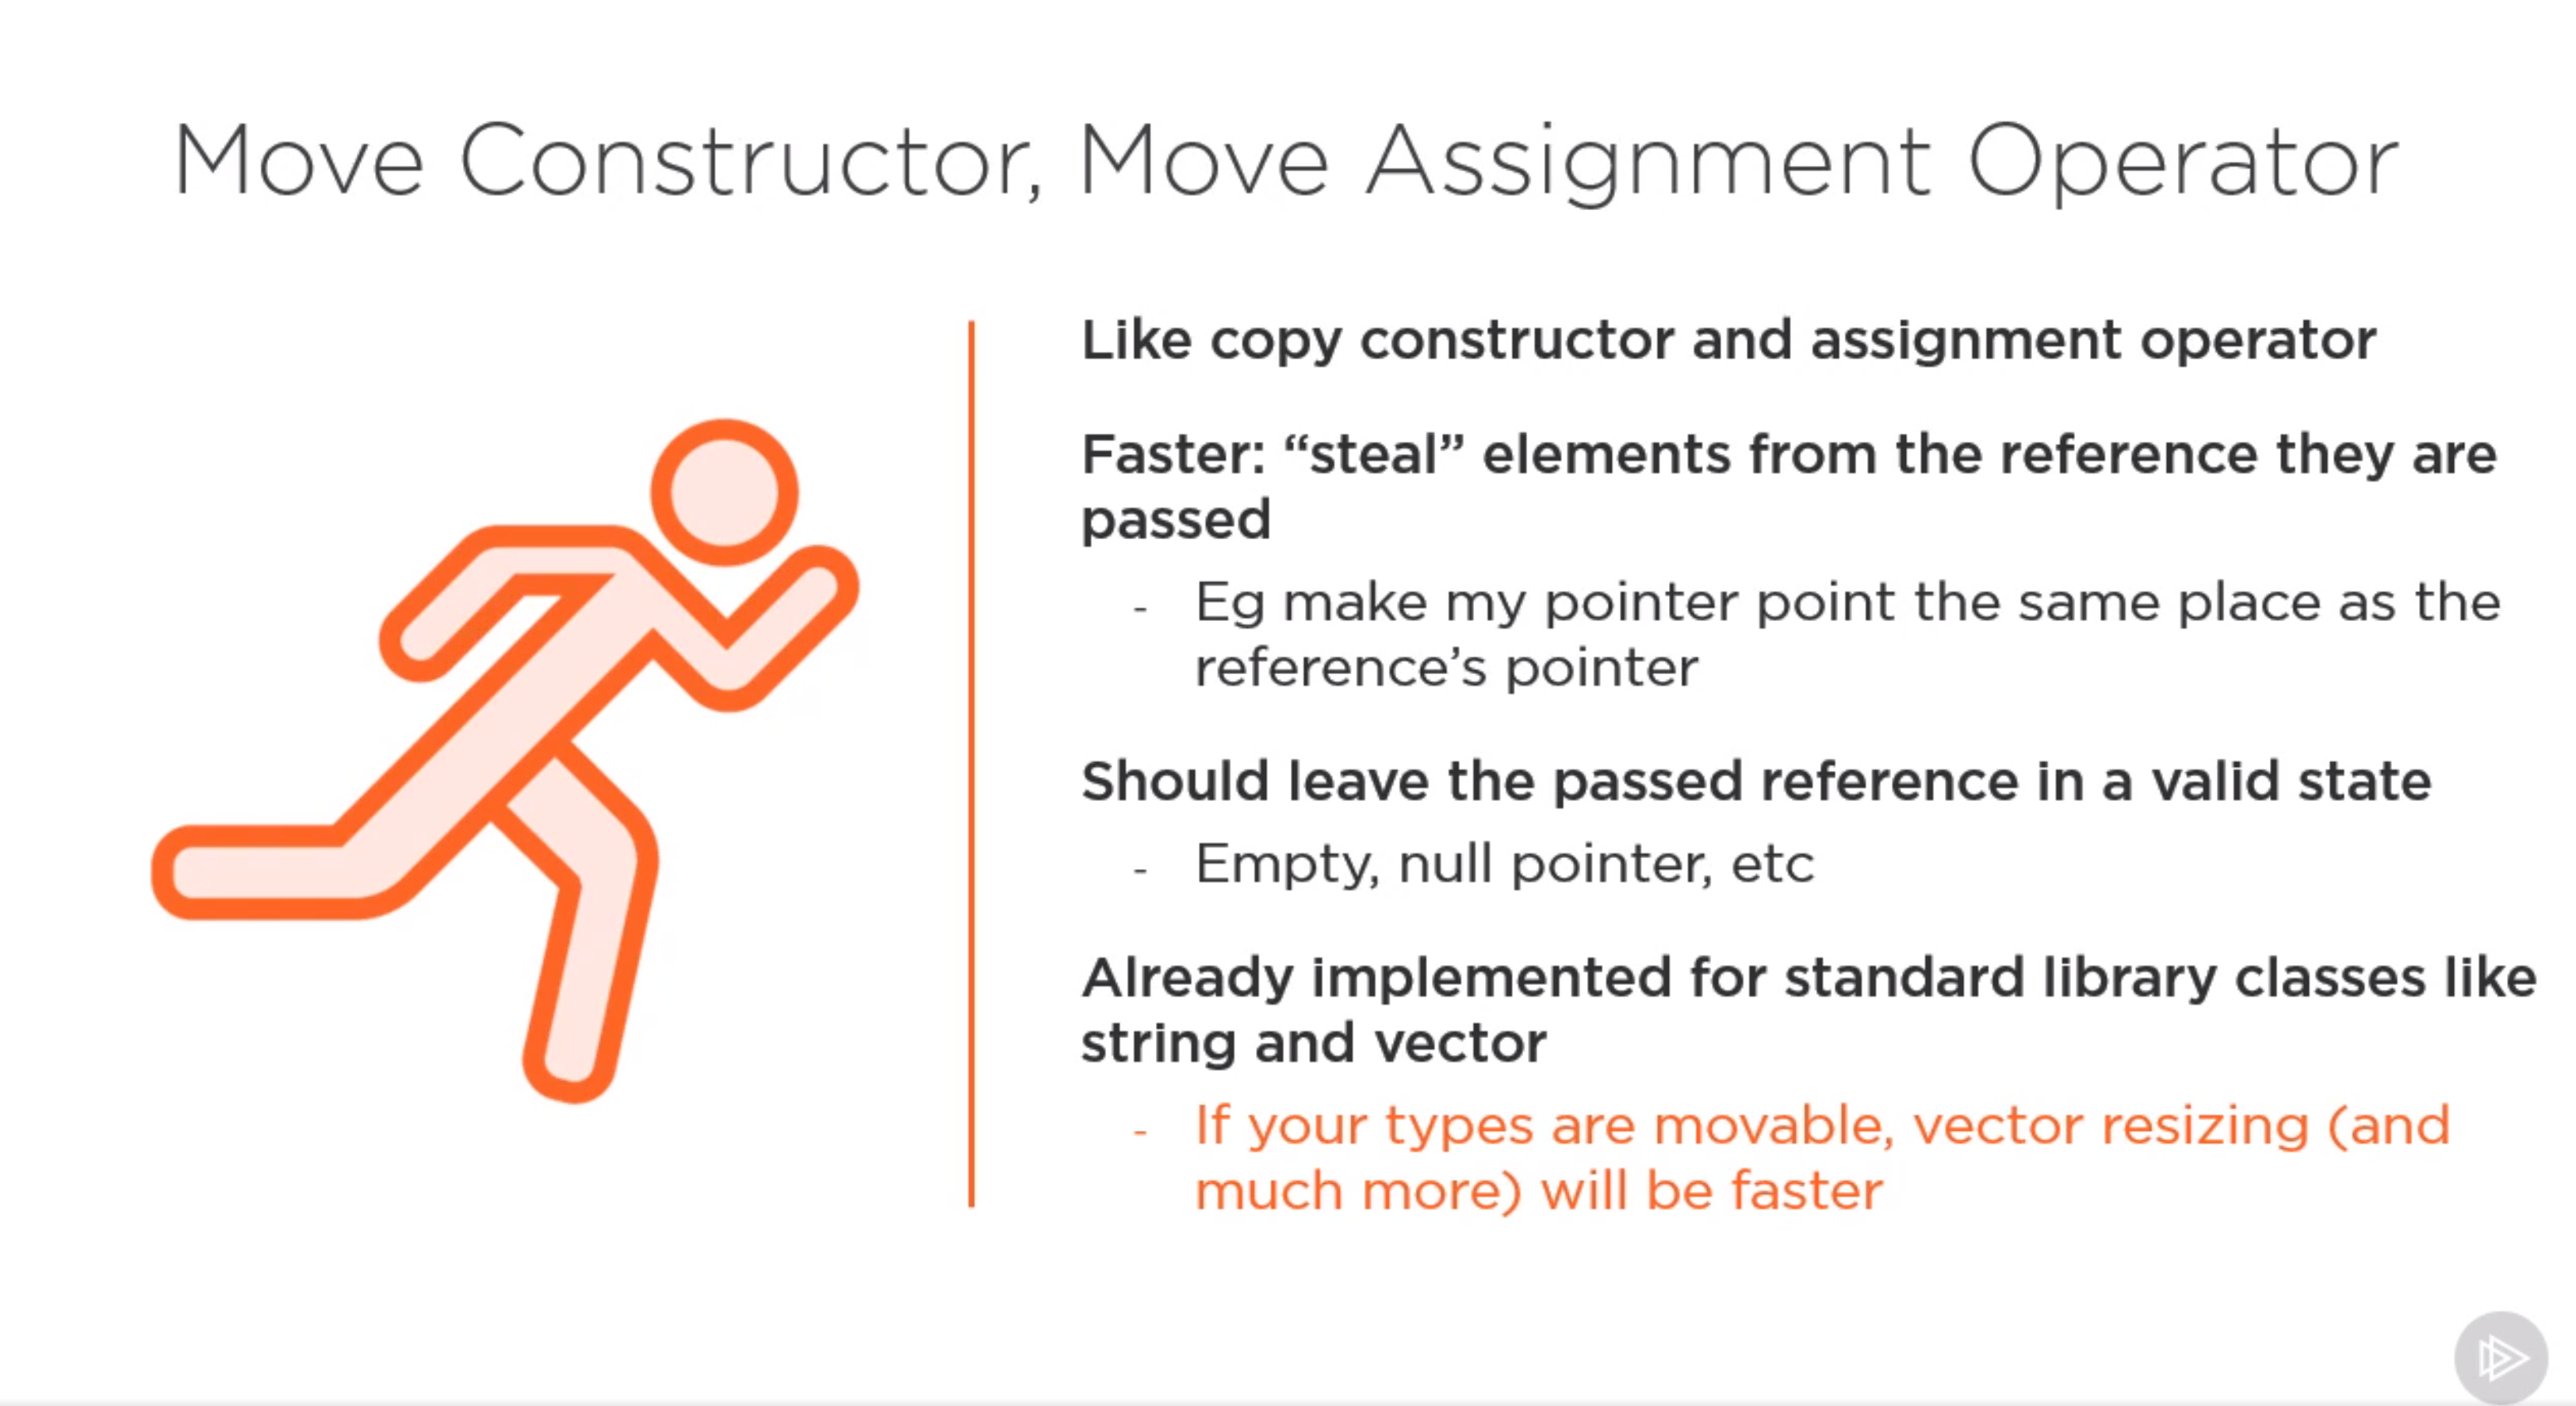 Move Constructor, Move Assignment Operator
Like copy constructor and assignment operator
Faster: “steal” elements from the reference they are
passed
- Eg make my pointer point the same place as the
reference’s pointer
Should leave the passed reference in a valid state
- Empty, null pointer, etc
Already implemented for standard library classes like
string and vector
- If your types are movable, vector resizing (and
much more) will be faster